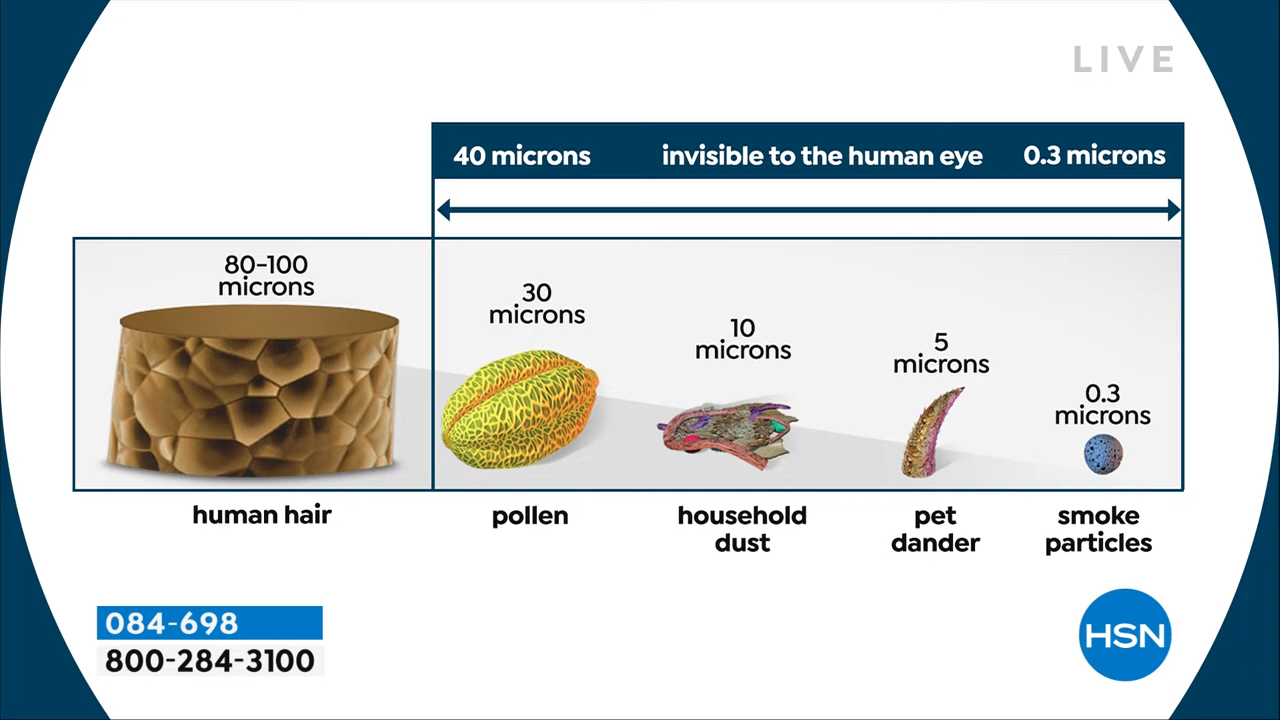 LIVE
40 microns invisible to the human eye 0.3 microns
80-100
microns
30
microns
10
microns
5
microns
0.3
microns
human hair
pollen
household
dust
pet
dander
smoke
particles
084-698
800-284-3100
HSN